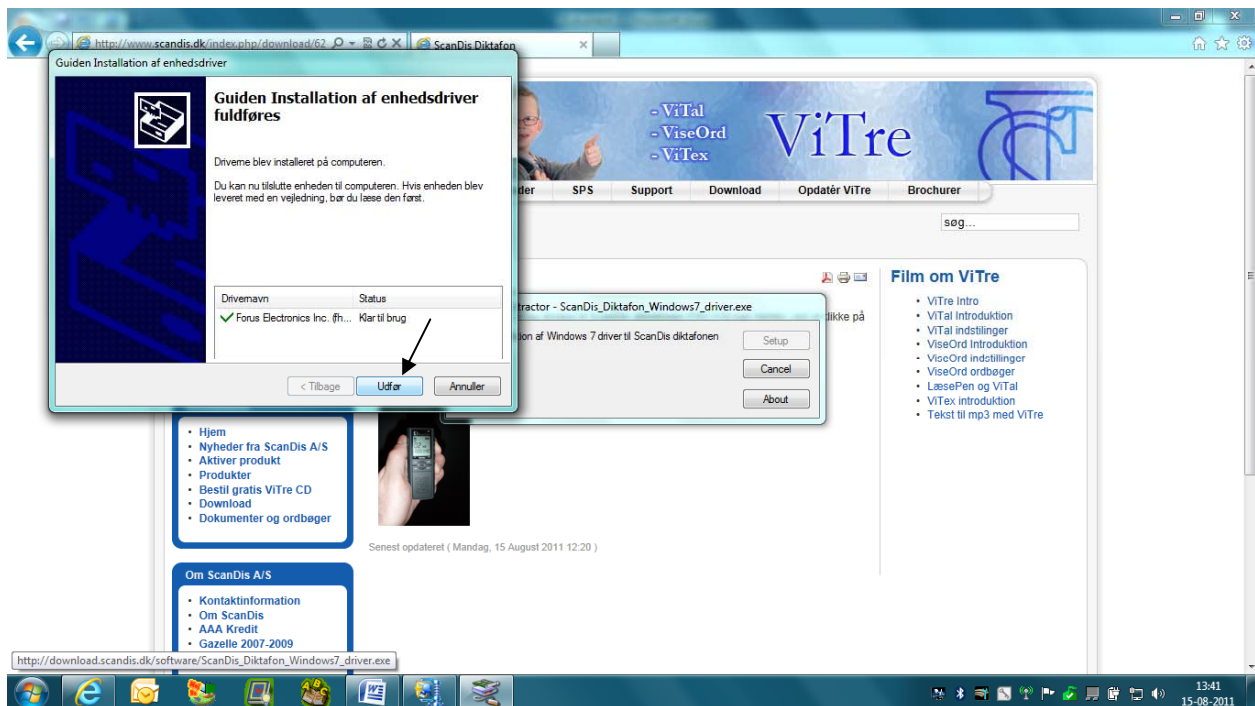 http://www.scandis.dk/index.php/download/62
ScanDis Diktafon
Guiden Installation af enhedsdriver
Guiden Installation af enhedsdriver
fuldføres
Driverne blev installeret på computeren.
Du kan nu tilslutte enheden til computeren. Hvis enheden blev
leveret med en vejledning, bør du læse den først.
Drivernavn Status
Forus Electronics Inc. (fh... Klar til brug
< Tilbage Udfør Annuller
- ViTal
- ViseOrd
- ViTex
ViTre
der SPS Support Download Opdatér ViTre Brochurer
søg...
tractor - ScanDis_Diktafon_Windows7_driver.exe
ion af Windows 7 driver til ScanDis diktafonen
Setup
Cancel
About
klikke på
Film om ViTre
ViTre Intro
ViTal Introduktion
ViTal indstilinger
ViseOrd Introduktion
ViseOrd indstillinger
ViseOrd ordbøger
LæsePen og ViTal
ViTex introduktion
Tekst til mp3 med ViTre
Hjem
Nyheder fra ScanDis A/S
Aktiver produkt
Produkter
Bestil gratis ViTre CD
Download
Dokumenter og ordbøger
Senest opdateret ( Mandag, 15 August 2011 12:20 )
Om ScanDis A/S
Kontaktinformation
Om ScanDis
AAA Kredit
Gazelle 2007-2009
http://download.scandis.dk/software/ScanDis_Diktafon_Windows7_driver.exe
13:41
15-08-2011